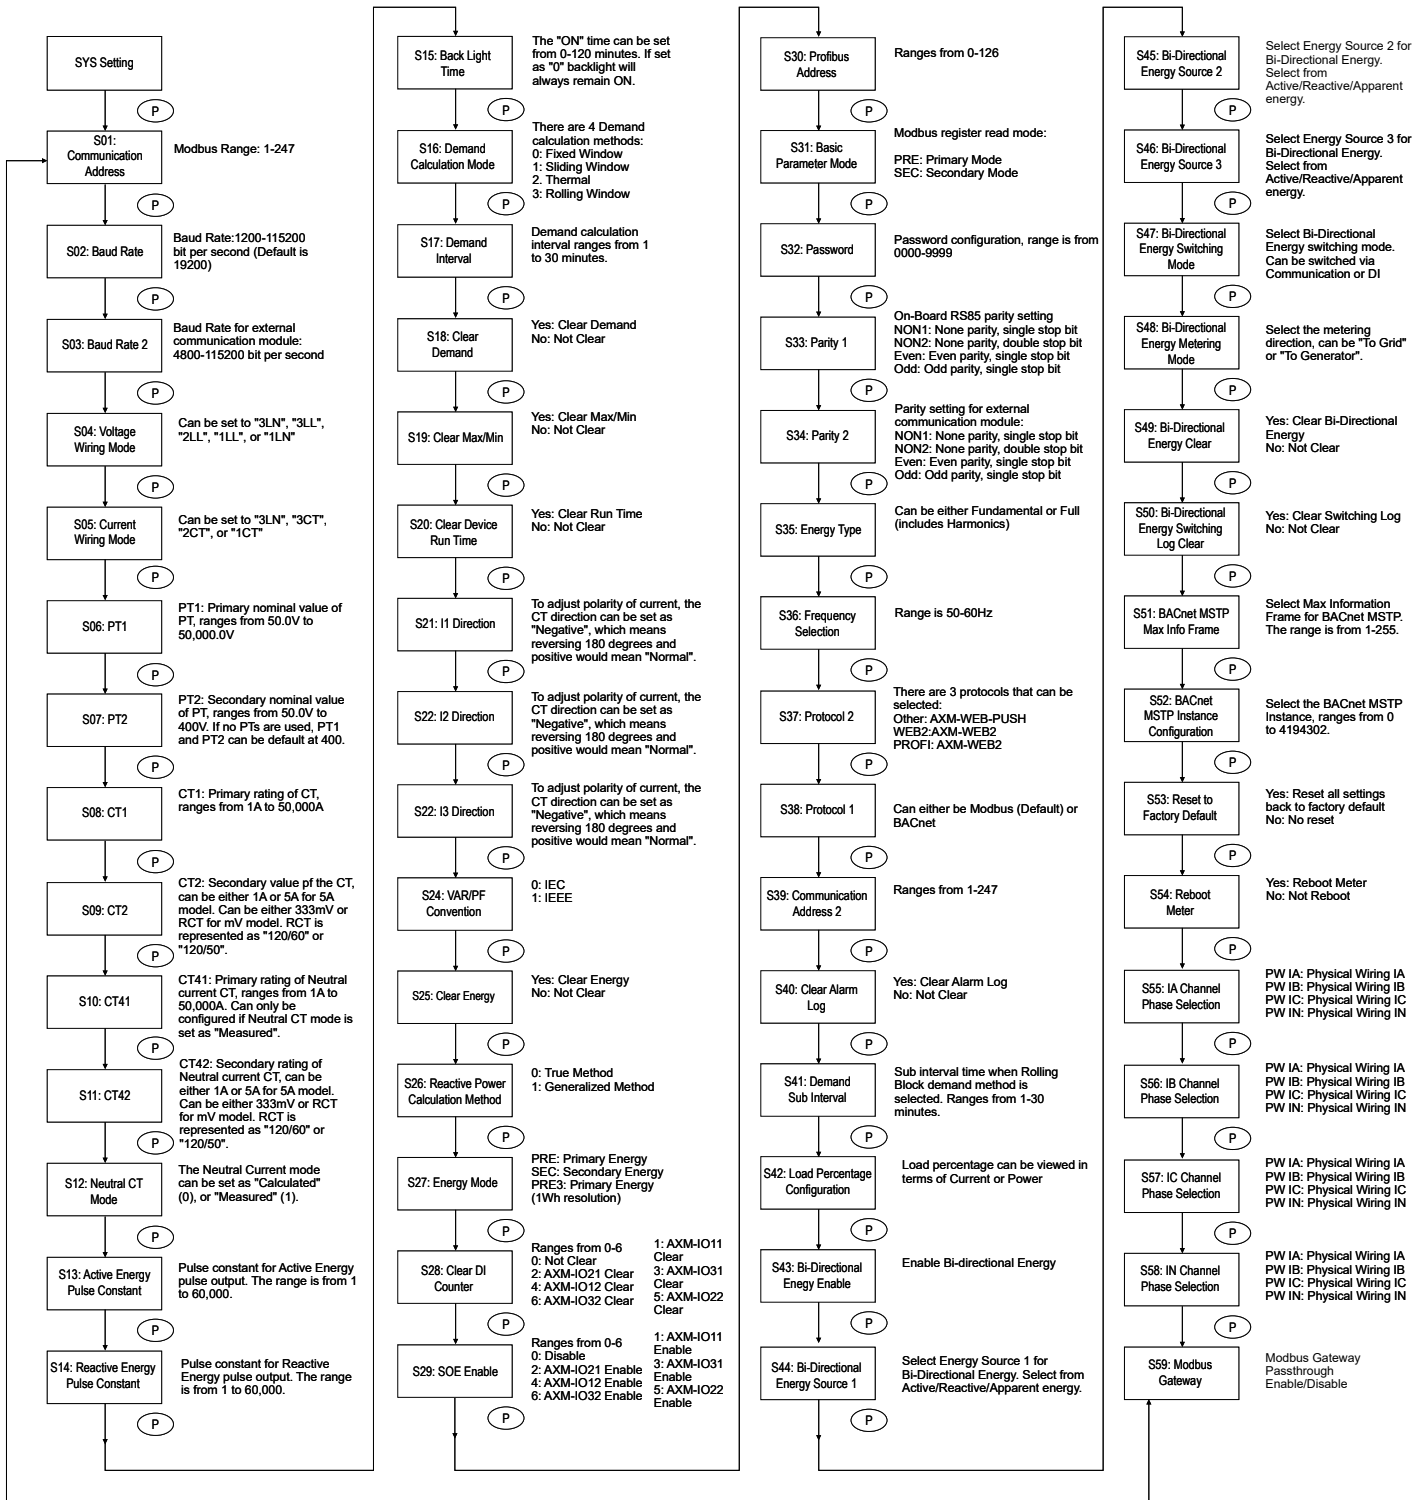 SYS Setting
P
S01:
Communication
Address
Modbus Range: 1-247
P
S02: Baud Rate
Baud Rate:1200-115200
bit per second (Default is
19200)
P
S03: Baud Rate 2
Baud Rate for external
communication module:
4800-115200 bit per second
P
S04: Voltage
Wiring Mode
Can be set to "3LN", "3LL",
"2LL", "1LL", or "1LN"
P
S05: Current
Wiring Mode
Can be set to "3LN", "3CT",
"2CT", or "1CT"
P
S06: PT1
PT1: Primary nominal value of
PT, ranges from 50.0V to
50,000.0V
P
S07: PT2
PT2: Secondary nominal value
of PT, ranges from 50.0V to
400V. If no PTs are used, PT1
and PT2 can be default at 400.
P
S08: CT1
CT1: Primary rating of CT,
ranges from 1A to 50,000A
P
S09: CT2
CT2: Secondary value pf the CT,
can be either 1A or 5A for 5A
model. Can be either 333mV or
RCT for mV model. RCT is
represented as "120/60" or
"120/50".
P
S10: CT41
CT41: Primary rating of Neutral
current CT, ranges from 1A to
50,000A. Can only be
configured if Neutral CT mode is
set as "Measured".
P
S11: CT42
CT42: Secondary rating of
Neutral current CT, can be
either 1A or 5A for 5A model.
Can be either 333mV or RCT
for mV model. RCT is
represented as "120/60" or
"120/50".
P
S12: Neutral CT
Mode
The Neutral Current mode
can be set as "Calculated"
(0), or "Measured" (1).
P
S13: Active Energy
Pulse Constant
Pulse constant for Active Energy
pulse output. The range is from 1
to 60,000.
P
S14: Reactive Energy
Pulse Constant
Pulse constant for Reactive
Energy pulse output. The range
is from 1 to 60,000.
P
S15: Back Light
Time
The "ON" time can be set
from 0-120 minutes. If set
as "0" backlight will
always remain ON.
P
S16: Demand
Calculation Mode
There are 4 Demand
calculation methods:
0: Fixed Window
1: Sliding Window
2. Thermal
3: Rolling Window
P
S17: Demand
Interval
Demand calculation
interval ranges from 1
to 30 minutes.
P
S18: Clear
Demand
Yes: Clear Demand
No: Not Clear
P
S19: Clear Max/Min
Yes: Clear Max/Min
No: Not Clear
P
S20: Clear Device
Run Time
Yes: Clear Run Time
No: Not Clear
P
S21: I1 Direction
To adjust polarity of current, the
CT direction can be set as
"Negative", which means
reversing 180 degrees and
positive would mean "Normal".
P
S22: I2 Direction
To adjust polarity of current, the
CT direction can be set as
"Negative", which means
reversing 180 degrees and
positive would mean "Normal".
P
S22: I3 Direction
To adjust polarity of current, the
CT direction can be set as
"Negative", which means
reversing 180 degrees and
positive would mean "Normal".
P
S24: VAR/PF
Convention
0: IEC
1: IEEE
P
S25: Clear Energy
Yes: Clear Energy
No: Not Clear
P
S26: Reactive Power
Calculation Method
0: True Method
1: Generalized Method
P
S27: Energy Mode
PRE: Primary Energy
SEC: Secondary Energy
PRE3: Primary Energy
(1Wh resolution)
P
S28: Clear DI
Counter
Ranges from 0-6
0: Not Clear
2: AXM-IO21 Clear
4: AXM-IO12 Clear
6: AXM-IO32 Clear
1: AXM-IO11
Clear
3: AXM-IO31
Clear
5: AXM-IO22
Clear
P
S29: SOE Enable
Ranges from 0-6
0: Disable
2: AXM-IO21 Enable
4: AXM-IO12 Enable
6: AXM-IO32 Enable
1: AXM-IO11
Enable
3: AXM-IO31
Enable
5: AXM-IO22
Enable
P
S30: Profibus
Address
Ranges from 0-126
P
S31: Basic
Parameter Mode
Modbus register read mode:
PRE: Primary Mode
SEC: Secondary Mode
P
S32: Password
Password configuration, range is from
0000-9999
P
S33: Parity 1
On-Board RS85 parity setting
NON1: None parity, single stop bit
NON2: None parity, double stop bit
Even: Even parity, single stop bit
Odd: Odd parity, single stop bit
P
S34: Parity 2
Parity setting for external
communication module:
NON1: None parity, single stop bit
NON2: None parity, double stop bit
Even: Even parity, single stop bit
Odd: Odd parity, single stop bit
P
S35: Energy Type
Can be either Fundamental or Full
(includes Harmonics)
P
S36: Frequency
Selection
Range is 50-60Hz
P
S37: Protocol 2
There are 3 protocols that can be
selected:
Other: AXM-WEB-PUSH
WEB2:AXM-WEB2
PROFI: AXM-WEB2
P
S38: Protocol 1
Can either be Modbus (Default) or
BACnet
P
S39: Communication
Address 2
Ranges from 1-247
P
S40: Clear Alarm
Log
Yes: Clear Alarm Log
No: Not Clear
P
S41: Demand
Sub Interval
Sub interval time when Rolling
Block demand method is
selected. Ranges from 1-30
minutes.
P
S42: Load Percentage
Configuration
Load percentage can be viewed in
terms of Current or Power
P
S43: Bi-Directional
Enegy Enable
Enable Bi-directional Energy
P
S44: Bi-Directional
Energy Source 1
Select Energy Source 1 for
Bi-Directional Energy. Select from
Active/Reactive/Apparent energy.
P
S45: Bi-Directional
Energy Source 2
Select Energy Source 2 for
Bi-Directional Energy.
Select from
Active/Reactive/Apparent
energy.
P
S46: Bi-Directional
Energy Source 3
Select Energy Source 3 for
Bi-Directional Energy.
Select from
Active/Reactive/Apparent
energy.
P
S47: Bi-Directional
Energy Switching
Mode
Select Bi-Directional
Energy switching mode.
Can be switched via
Communication or DI
P
S48: Bi-Directional
Energy Metering
Mode
Select the metering
direction, can be "To Grid"
or "To Generator".
P
S49: Bi-Directional
Energy Clear
Yes: Clear Bi-Directional
Energy
No: Not Clear
P
S50: Bi-Directional
Energy Switching
Log Clear
Yes: Clear Switching Log
No: Not Clear
P
S51: BACnet MSTP
Max Info Frame
Select Max Information
Frame for BACnet MSTP.
The range is from 1-255.
P
S52: BACnet
MSTP Instance
Configuration
Select the BACnet MSTP
Instance, ranges from 0
to 4194302.
P
S53: Reset to
Factory Default
Yes: Reset all settings
back to factory default
No: No reset
P
S54: Reboot
Meter
Yes: Reboot Meter
No: Not Reboot
P
S55: IA Channel
Phase Selection
PW IA: Physical Wiring IA
PW IB: Physical Wiring IB
PW IC: Physical Wiring IC
PW IN: Physical Wiring IN
P
S56: IB Channel
Phase Selection
PW IA: Physical Wiring IA
PW IB: Physical Wiring IB
PW IC: Physical Wiring IC
PW IN: Physical Wiring IN
P
S57: IC Channel
Phase Selection
PW IA: Physical Wiring IA
PW IB: Physical Wiring IB
PW IC: Physical Wiring IC
PW IN: Physical Wiring IN
P
S58: IN Channel
Phase Selection
PW IA: Physical Wiring IA
PW IB: Physical Wiring IB
PW IC: Physical Wiring IC
PW IN: Physical Wiring IN
P
S59: Modbus
Gateway
Modbus Gateway
Passthrough
Enable/Disable